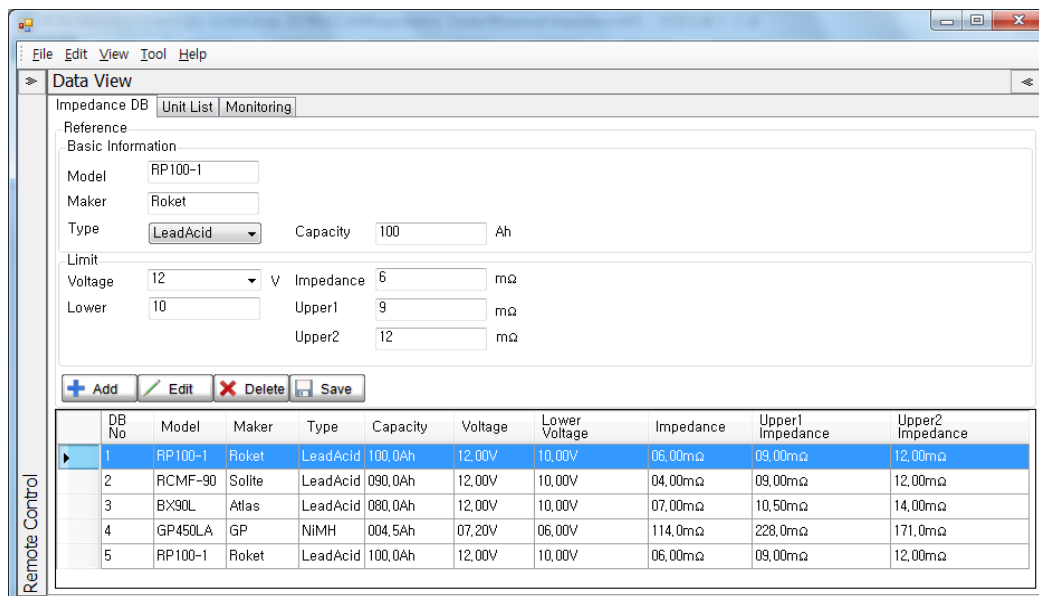 File Edit View Tool Help
Data View
Impedance DB Unit List Monitoring
Reference
Basic Information
Model RP100-1
Maker Roket
Type LeadAcid Capacity 100 Ah
Limit
Voltage 12 V Impedance 6 mΩ
Lower 10 Upper1 9 mΩ
Upper2 12 mΩ
Add Edit Delete Save
DB No Model Maker Type Capacity Voltage Lower Voltage Impedance Upper1 Impedance Upper2 Impedance
1 RP100-1 Roket LeadAcid 100,0Ah 12,00V 10,00V 06,00mΩ 09,00mΩ 12,00mΩ
2 RCMF-90 Solite LeadAcid 090,0Ah 12,00V 10,00V 04,00mΩ 09,00mΩ 12,00mΩ
3 BX90L Atlas LeadAcid 080,0Ah 12,00V 10,00V 07,00mΩ 10,50mΩ 14,00mΩ
4 GP450LA GP NiMH 004,5Ah 07,20V 06,00V 114,0mΩ 228,0mΩ 171,0mΩ
5 RP100-1 Roket LeadAcid 100,0Ah 12,00V 10,00V 06,00mΩ 09,00mΩ 12,00mΩ
Remote Control